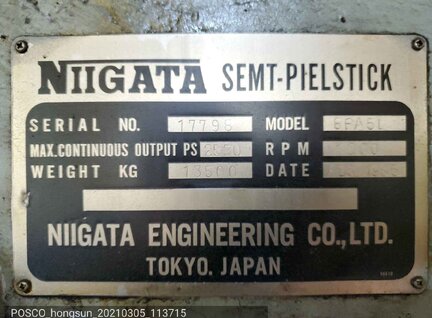 NIIGATA SEMT-PIELSTICK
SERIAL NO. 17796 MODEL
MAX.CONTINUOUS OUTPUT PS RPM
WEIGHT KG 13500 DATE
NIIGATA ENGINEERING CO.,LTD.
TOKYO. JAPAN
POSCO_hongsun_20210305_113715